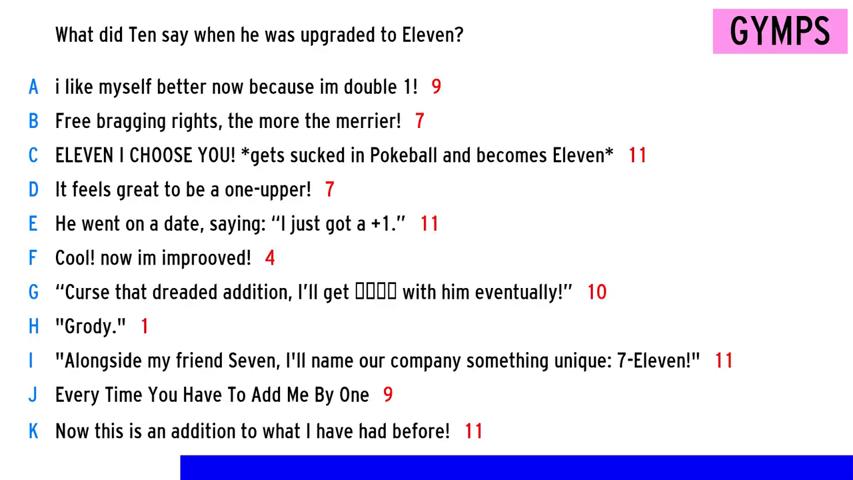 What did Ten say when he was upgraded to Eleven?
GYMPS
A i like myself better now because im double 1! 9
B Free bragging rights, the more the merrier! 7
C ELEVEN I CHOOSE YOU! *gets sucked in Pokeball and becomes Eleven* 11
D It feels great to be a one-upper! 7
E He went on a date, saying: “I just got a +1.” 11
F Cool! now im improoved! 4
G “Curse that dreaded addition, I’ll get ▯▯▯▯ with him eventually!” 10
H "Grody." 1
I "Alongside my friend Seven, I'll name our company something unique: 7-Eleven!" 11
J Every Time You Have To Add Me By One 9
K Now this is an addition to what I have had before! 11